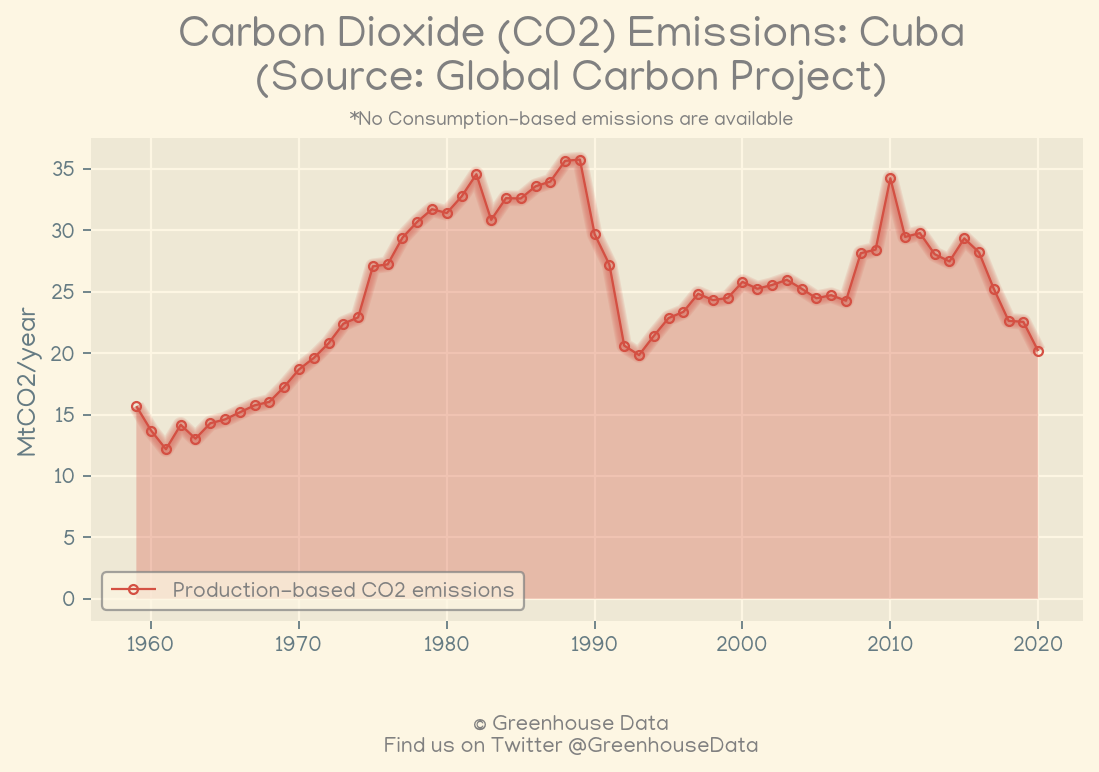 Carbon Dioxide (CO2) Emissions: Cuba
(Source: Global Carbon Project)
*No Consumption-based emissions are available
MtCO2/year
35
30
25
20
15
10
5
0
Production-based CO2 emissions
1960 1970 1980 1990 2000 2010 2020
© Greenhouse Data
Find us on Twitter @GreenhouseData